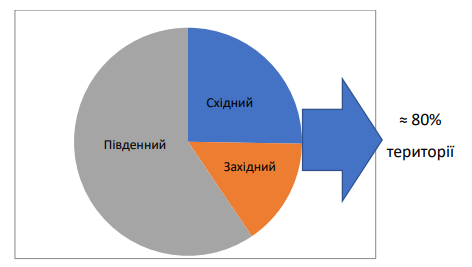 Східний
Південний
Західний
≈ 80%
території